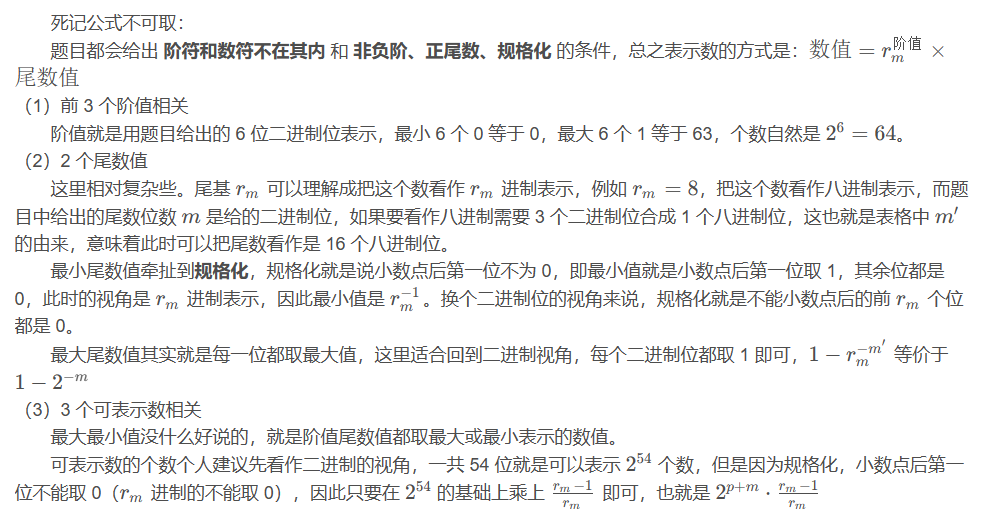 死记公式不可取：
题目都会给出 阶符和数符不在其内 和 非负阶、正尾数、规格化 的条件，总之表示数的方式是：数值 = r_m^阶值 ×
尾数值
（1）前 3 个阶值相关
阶值就是用题目给出的 6 位二进制位表示，最小 6 个 0 等于 0，最大 6 个 1 等于 63，个数自然是 2^6 = 64。
（2）2 个尾数值
这里相对复杂些。尾基 r_m 可以理解成把这个数看作 r_m 进制表示，例如 r_m = 8，把这个数看作八进制表示，而题
目中给出的尾数位数 m 是给的二进制位，如果要看作八进制需要 3 个二进制位合成 1 个八进制位，这也就是表格中 m′
的由来，意味着此时可以把尾数看作是 16 个八进制位。
最小尾数值牵扯到规格化，规格化就是说小数点后第一位不为 0，即最小值就是小数点后第一位取 1，其余位都是
0，此时的视角是 r_m 进制表示，因此最小值是 r_m^-1。换个二进制位的视角来说，规格化就是不能小数点后的前 r_m 个位
都是 0。
最大尾数值其实就是每一位都取最大值，这里适合回到二进制视角，每个二进制位都取 1 即可，1 − r_m^-m′ 等价于
1 − 2^-m
（3）3 个可表示数相关
最大最小值没什么好说的，就是阶值尾数值都取最大或最小表示的数值。
可表示数的个数个人建议先看作二进制的视角，一共 54 位就是可以表示 2^54 个数，但是因为规格化，小数点后第一
位不能取 0（r_m 进制的不能取 0），因此只要在 2^54 的基础上乘上 (r_m−1)/r_m 即可，也就是 2^(p+m) · (r_m−1)/r_m